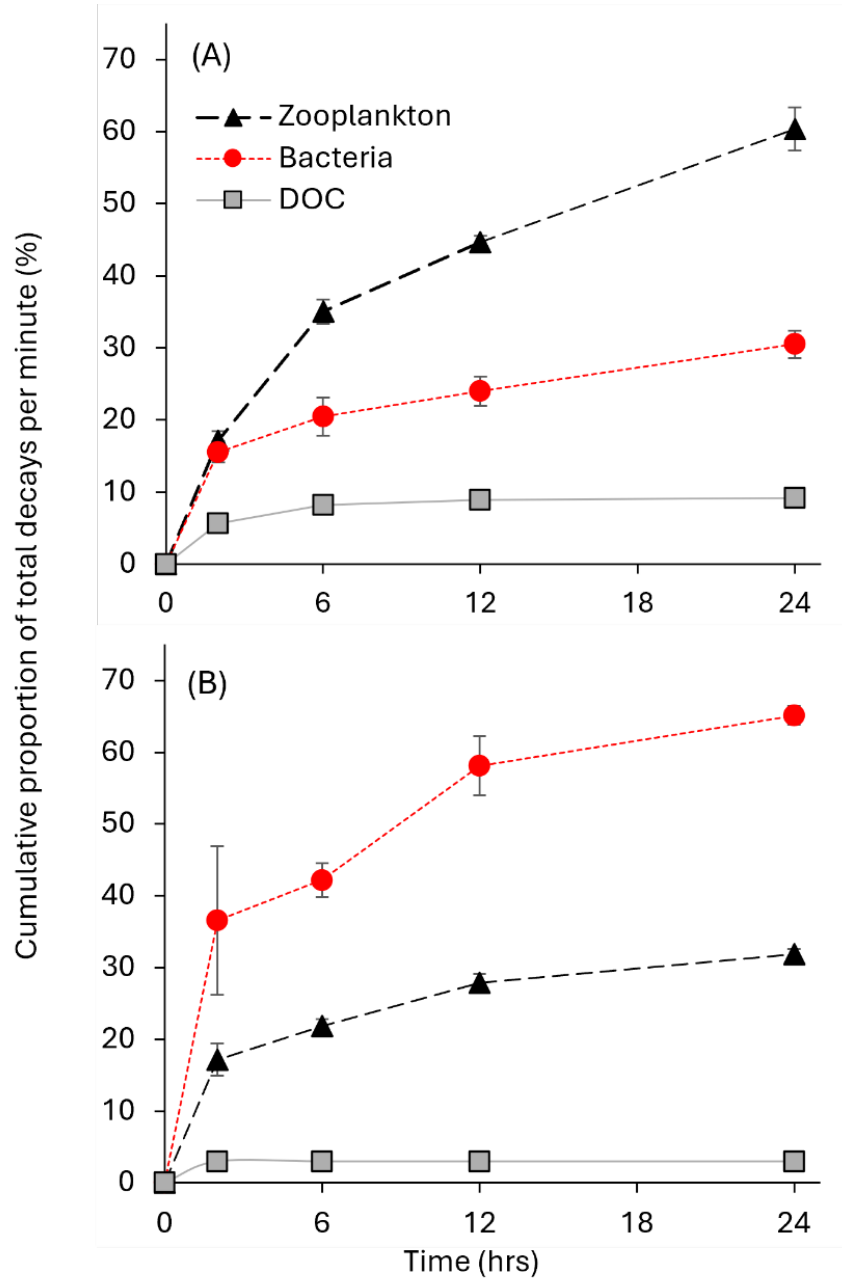 Cumulative proportion of total decays per minute (%)
(A)
Zooplankton
Bacteria
DOC
70
60
50
40
30
20
10
0
0 6 12 18 24
(B)
70
60
50
40
30
20
10
0
0 6 12 18 24
Time (hrs)